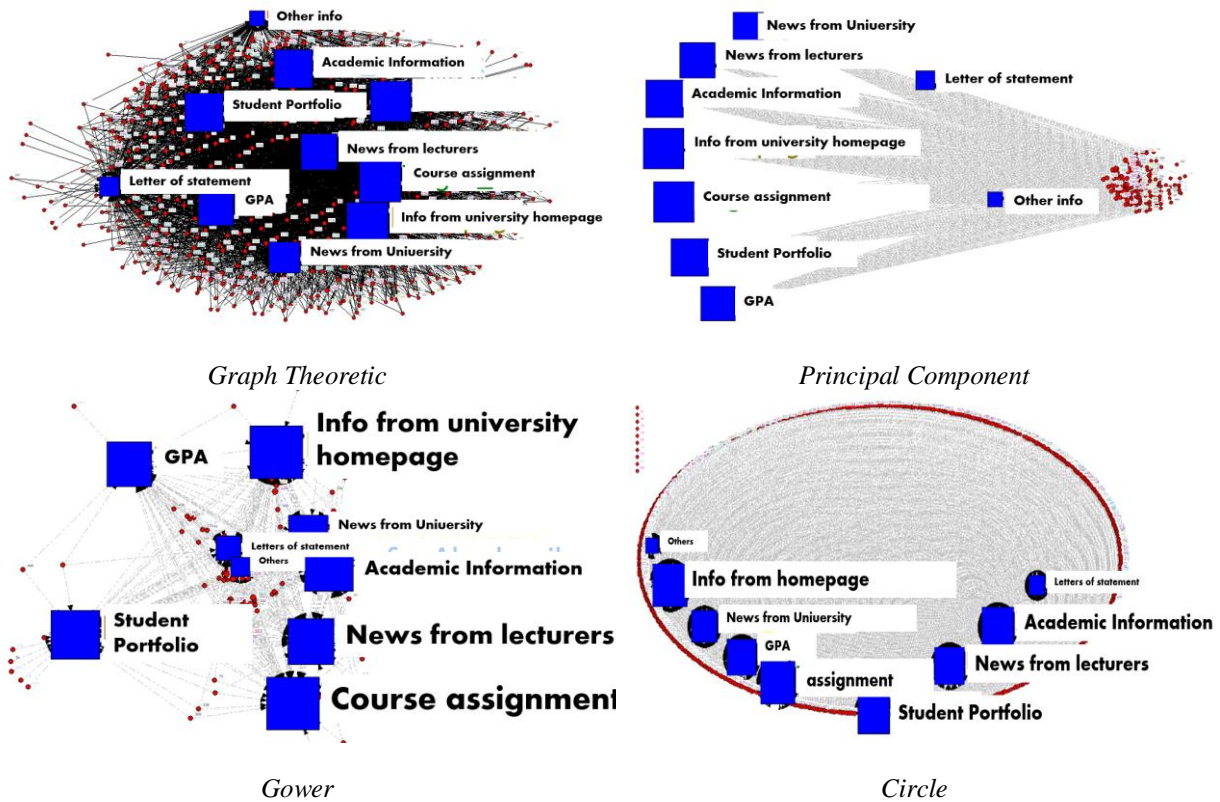 Other info
Academic Information
Student Portfolio
News from lecturers
Course assignment
Letter of statement
GPA
Info from university homepage
News from Uniuersity
Graph Theoretic
News from Uniuersity
News from lecturers
Letter of statement
Academic Information
Info from university homepage
Course assignment
Other info
Student Portfolio
GPA
Principal Component
Info from university
homepage
GPA
News from Uniuersity
Letters of statement
Others
Academic Information
Student
Portfolio
News from lecturers
Course assignment
Gower
Others
Info from homepage
Letters of statement
News from Uniuersity
Academic Information
GPA
News from lecturers
assignment
Student Portfolio
Circle